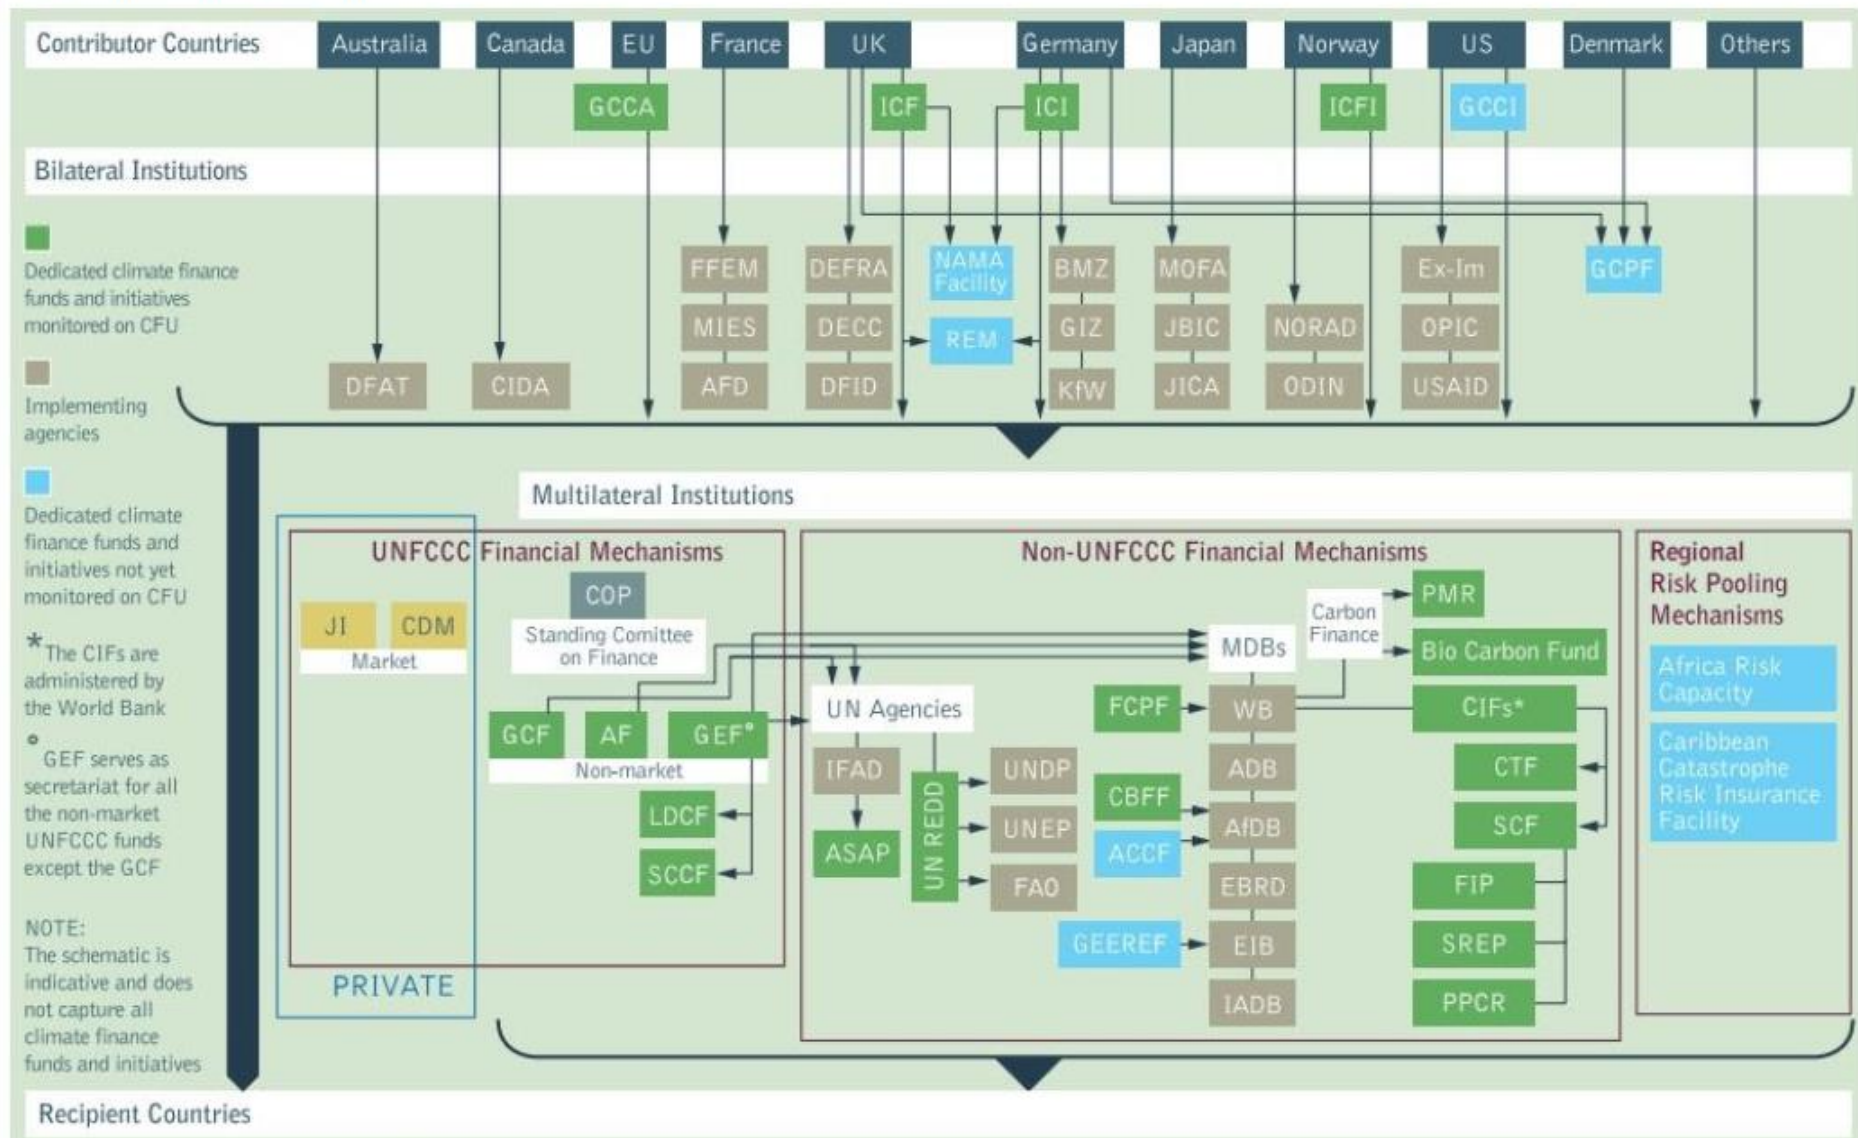 Contributor Countries
Australia
Canada
EU
France
UK
Germany
Japan
Norway
US
Denmark
Others
GCCA
ICF
ICI
ICFI
GCCI
Bilateral Institutions
Dedicated climate finance
funds and initiatives
monitored on CFU
Implementing
agencies
Dedicated climate
finance funds and
initiatives not yet
monitored on CFU
* The CIFs are
administered by
the World Bank
° GEF serves as
secretariat for all
the non-market
UNFCCC funds
except the GCF
NOTE:
The schematic is
indicative and does
not capture all
climate finance
funds and initiatives
DFAT
CIDA
FFEM
MIES
AFD
DEFRA
DECC
DFID
NAMA
Facility
REM
BMZ
GIZ
KfW
MOFA
JBIC
JICA
NORAD
ODIN
Ex-Im
OPIC
USAID
GCPF
Multilateral Institutions
UNFCCC Financial Mechanisms
COP
Standing Comittee
on Finance
JI
CDM
Market
GCF
AF
GEF°
Non-market
LDCF
SCCF
PRIVATE
Non-UNFCCC Financial Mechanisms
UN Agencies
IFAD
ASAP
UN REDD
UNDP
UNEP
FAO
MDBs
FCPF
WB
ADB
CBFF
AfDB
ACCF
EBRD
GEEREF
EIB
IADB
Carbon
Finance
PMR
Bio Carbon Fund
CIFs*
CTF
SCF
FIP
SREP
PPCR
Regional
Risk Pooling
Mechanisms
Africa Risk
Capacity
Caribbean
Catastrophe
Risk Insurance
Facility
Recipient Countries